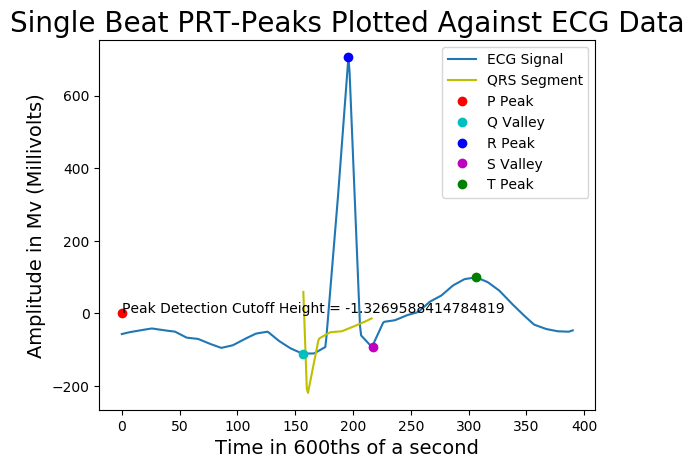 Single Beat PRT-Peaks Plotted Against ECG Data
ECG Signal
QRS Segment
P Peak
Q Valley
R Peak
S Valley
T Peak
Amplitude in Mv (Millivolts)
600
400
200
0
−200
Peak Detection Cutoff Height = -1.3269588414784819
0 50 100 150 200 250 300 350 400
Time in 600ths of a second